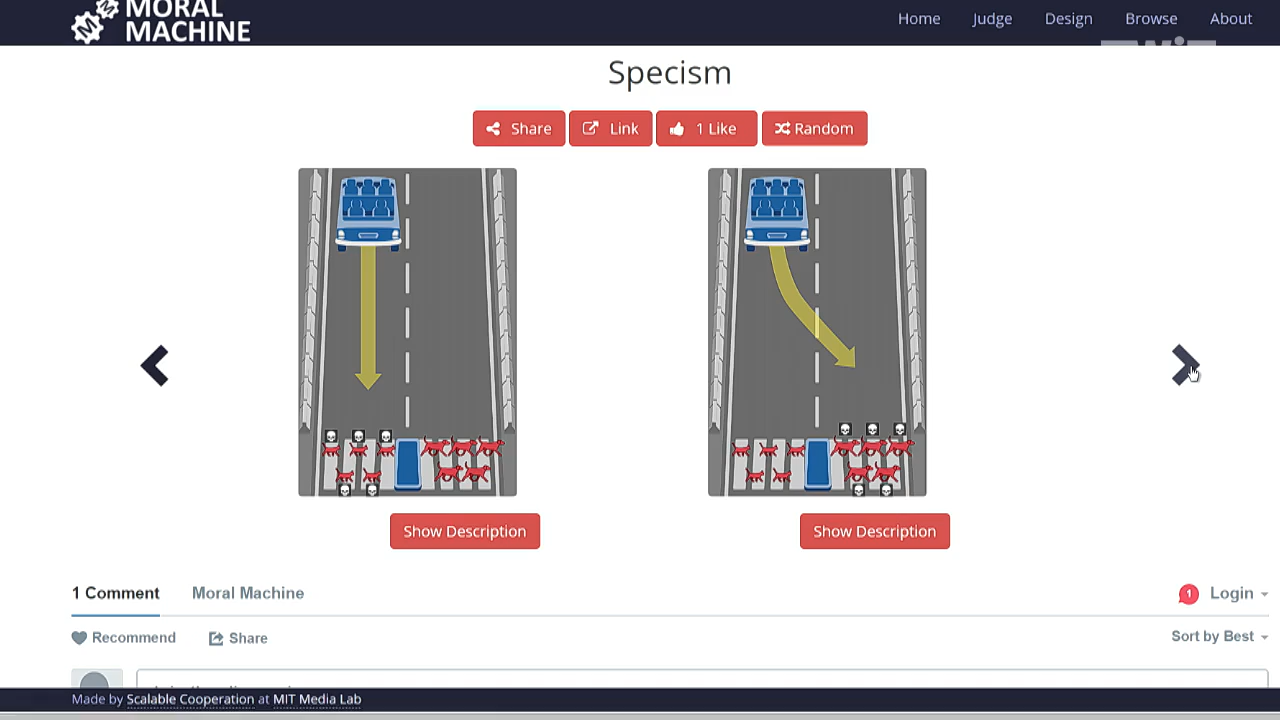 MORAL
MACHINE
Home Judge Design Browse About
Specism
Share Link 1 Like Random
Show Description Show Description
1 Comment Moral Machine
1 Login
Recommend Share
Sort by Best
Made by Scalable Cooperation at MIT Media Lab